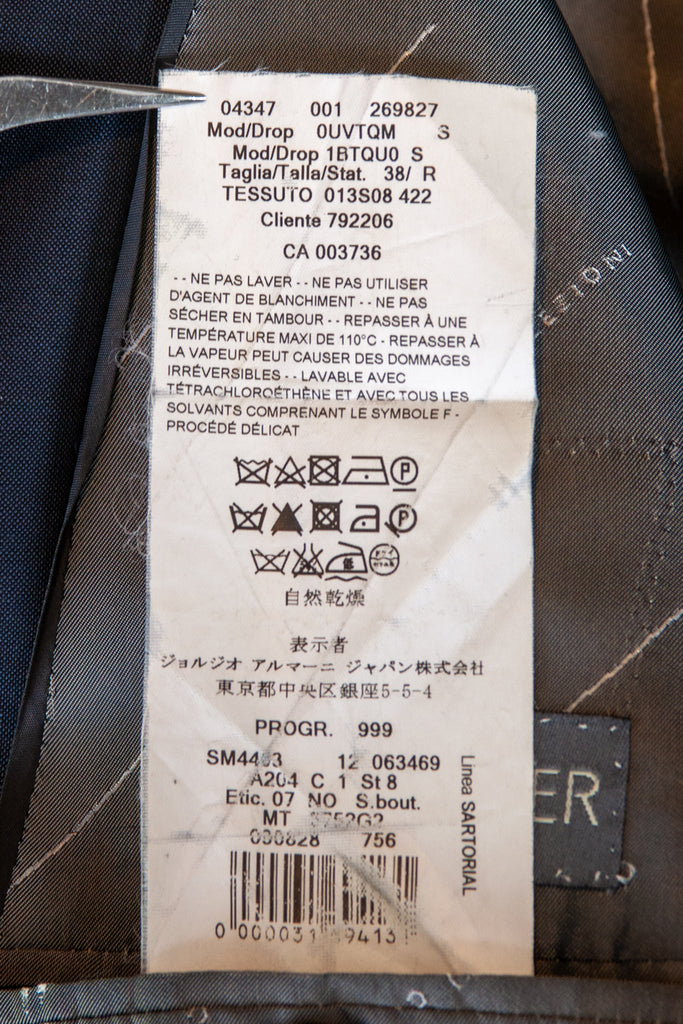 04347 001 269827
Mod/Drop 0UVTQM S
Mod/Drop 1BTQU0 S
Taglia/Talla/Stat. 38/ R
TESSUTO 013S08 422
Cliente 792206
CA 003736
- - NE PAS LAVER - - NE PAS UTILISER
D'AGENT DE BLANCHIMENT - - NE PAS
SÉCHER EN TAMBOUR - - REPASSER À UNE
TEMPÉRATURE MAXI DE 110°C - REPASSER À
LA VAPEUR PEUT CAUSER DES DOMMAGES
IRRÉVERSIBLES - - LAVABLE AVEC
TÉTRACHLOROÉTHÈNE ET AVEC TOUS LES
SOLVANTS COMPRENANT LE SYMBOLE F -
PROCÉDÉ DÉLICAT
P
P
自然乾燥
表示者
ジョルジオ アルマーニ ジャパン株式会社
東京都中央区銀座5-5-4
PROGR. 999
12 063469
A204 C 1 St 8
Etic. 07 NO S.bout.
MT
756
Linea SARTORIAL
ER